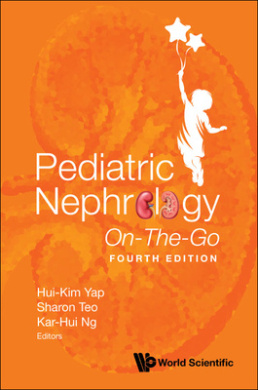 Pediatric
Nephrology
On-The-Go
FOURTH EDITION
Hui-Kim Yap
Sharon Teo
Kar-Hui Ng
Editors
World Scientific